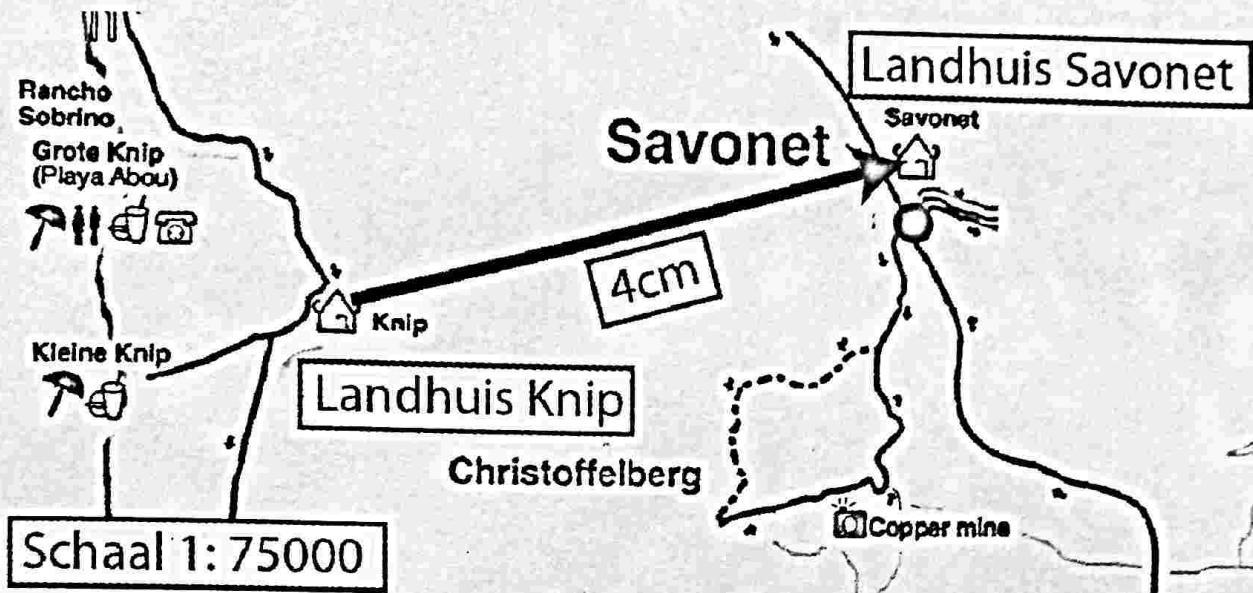 Landhuis Savonet
Savonet
Savonet
Rancho
Sobrino
Grote Knip
(Playa Abou)
4cm
Knip
Kleine Knip
Landhuis Knip
Christoffelberg
Copper mine
Schaal 1: 75000